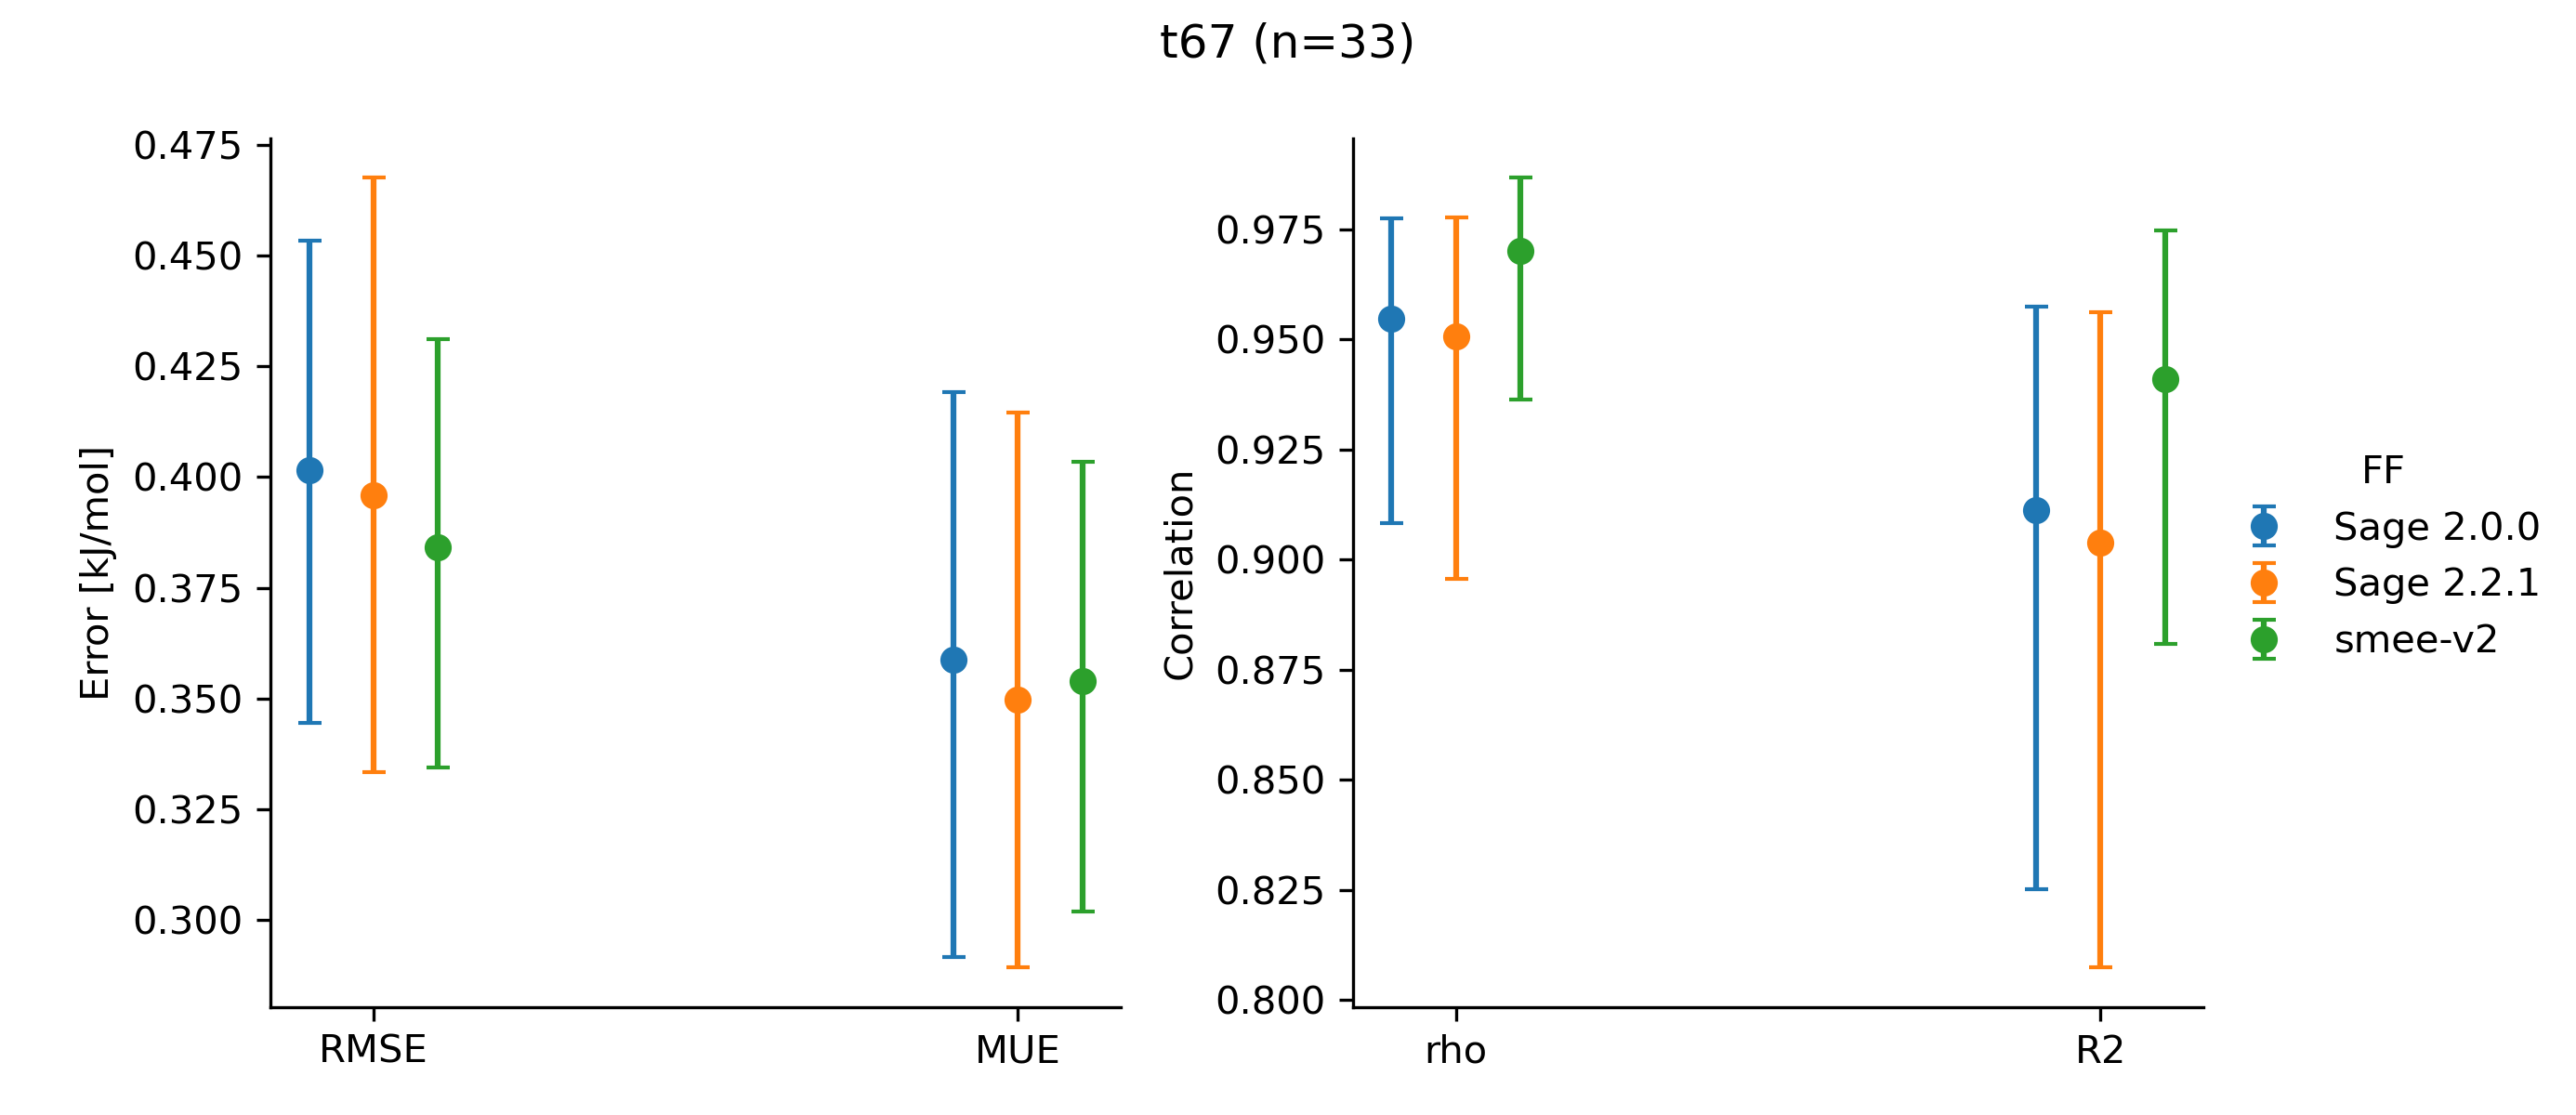 t67 (n=33)
Error [kJ/mol]
0.475
0.450
0.425
0.400
0.375
0.350
0.325
0.300
RMSE
MUE
Correlation
0.975
0.950
0.925
0.900
0.875
0.850
0.825
0.800
rho
R2
FF
Sage 2.0.0
Sage 2.2.1
smee-v2